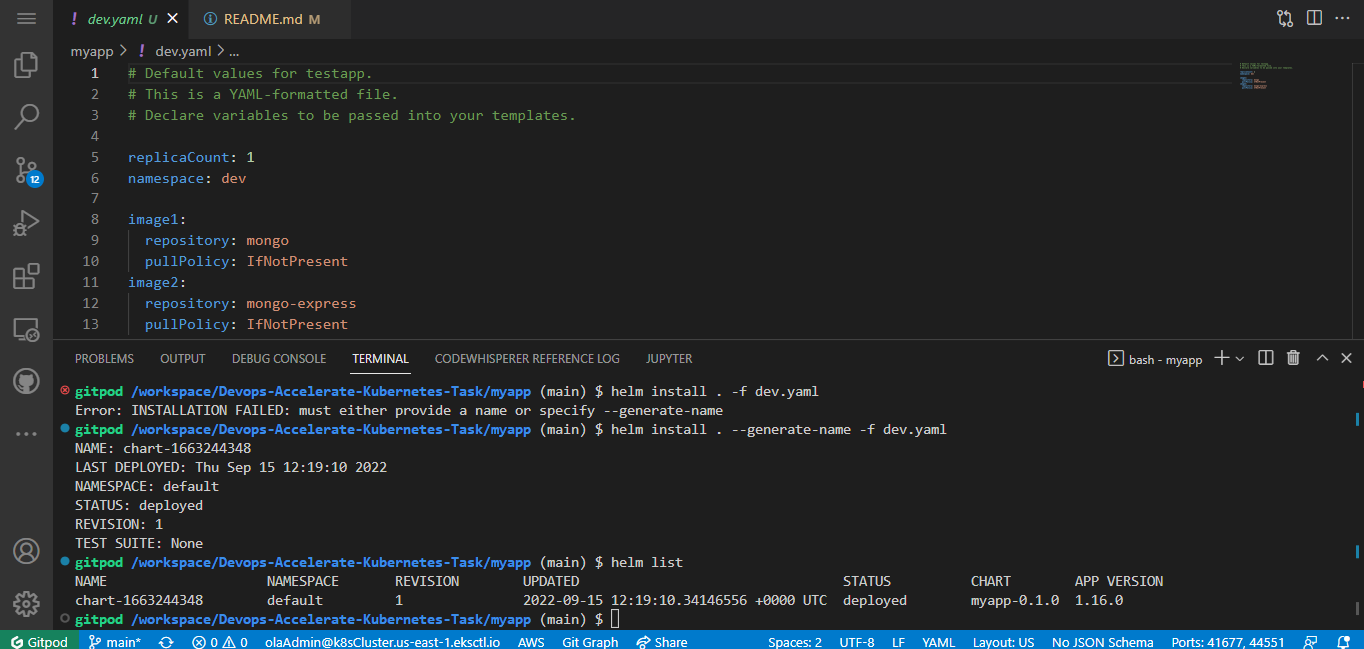 ! dev.yaml U
README.md M
myapp > ! dev.yaml > ...
1 # Default values for testapp.
2 # This is a YAML-formatted file.
3 # Declare variables to be passed into your templates.
4
5 replicaCount: 1
6 namespace: dev
7
8 image1:
9 repository: mongo
10 pullPolicy: IfNotPresent
11 image2:
12 repository: mongo-express
13 pullPolicy: IfNotPresent
12
PROBLEMS OUTPUT DEBUG CONSOLE TERMINAL CODEWHISPERER REFERENCE LOG JUPYTER bash - myapp
gitpod /workspace/Devops-Accelerate-Kubernetes-Task/myapp (main) $ helm install . -f dev.yaml
Error: INSTALLATION FAILED: must either provide a name or specify --generate-name
gitpod /workspace/Devops-Accelerate-Kubernetes-Task/myapp (main) $ helm install . --generate-name -f dev.yaml
NAME: chart-1663244348
LAST DEPLOYED: Thu Sep 15 12:19:10 2022
NAMESPACE: default
STATUS: deployed
REVISION: 1
TEST SUITE: None
gitpod /workspace/Devops-Accelerate-Kubernetes-Task/myapp (main) $ helm list
NAME NAMESPACE REVISION UPDATED STATUS CHART APP VERSION
chart-1663244348 default 1 2022-09-15 12:19:10.34146556 +0000 UTC deployed myapp-0.1.0 1.16.0
gitpod /workspace/Devops-Accelerate-Kubernetes-Task/myapp (main) $
Gitpod main* 0 0 olaAdmin@k8sCluster.us-east-1.eksctl.io AWS Git Graph Share Spaces: 2 UTF-8 LF YAML Layout: US No JSON Schema Ports: 41677, 44551